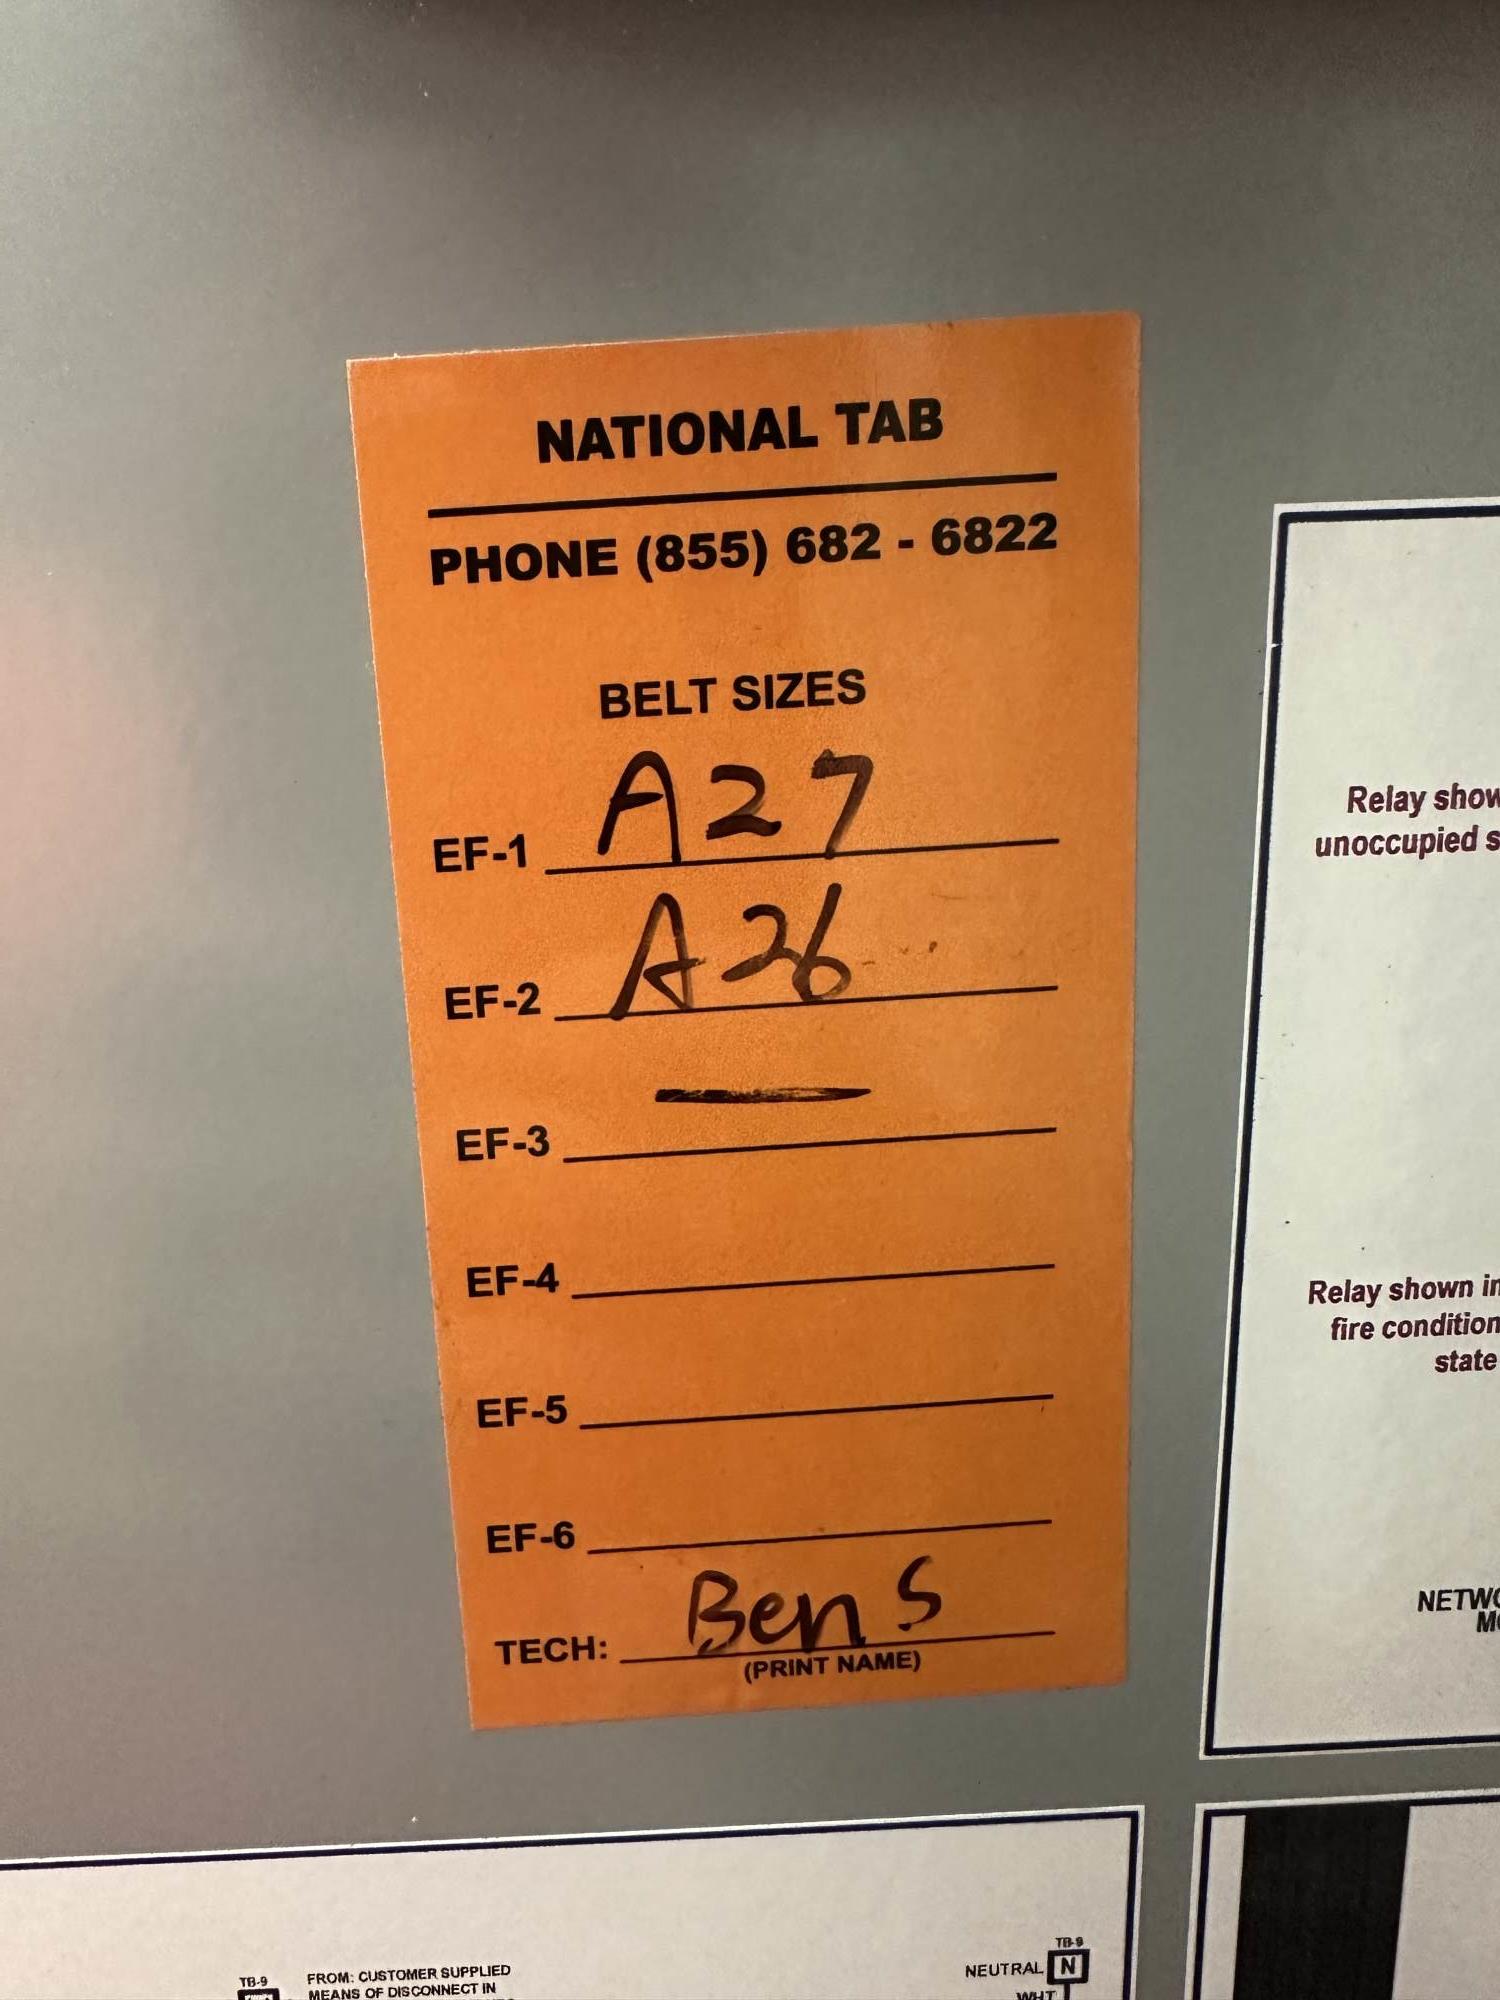 NATIONAL TAB
PHONE (855) 682 - 6822
BELT SIZES
EF-1 A27
EF-2 A26
EF-3 —
EF-4
EF-5
EF-6
TECH: Ben S
(PRINT NAME)
Relay show
unoccupied s
Relay shown in
fire condition
state
NETWO
MO
TB-9
FROM: CUSTOMER SUPPLIED
MEANS OF DISCONNECT IN
TB-9
NEUTRAL N
WHT